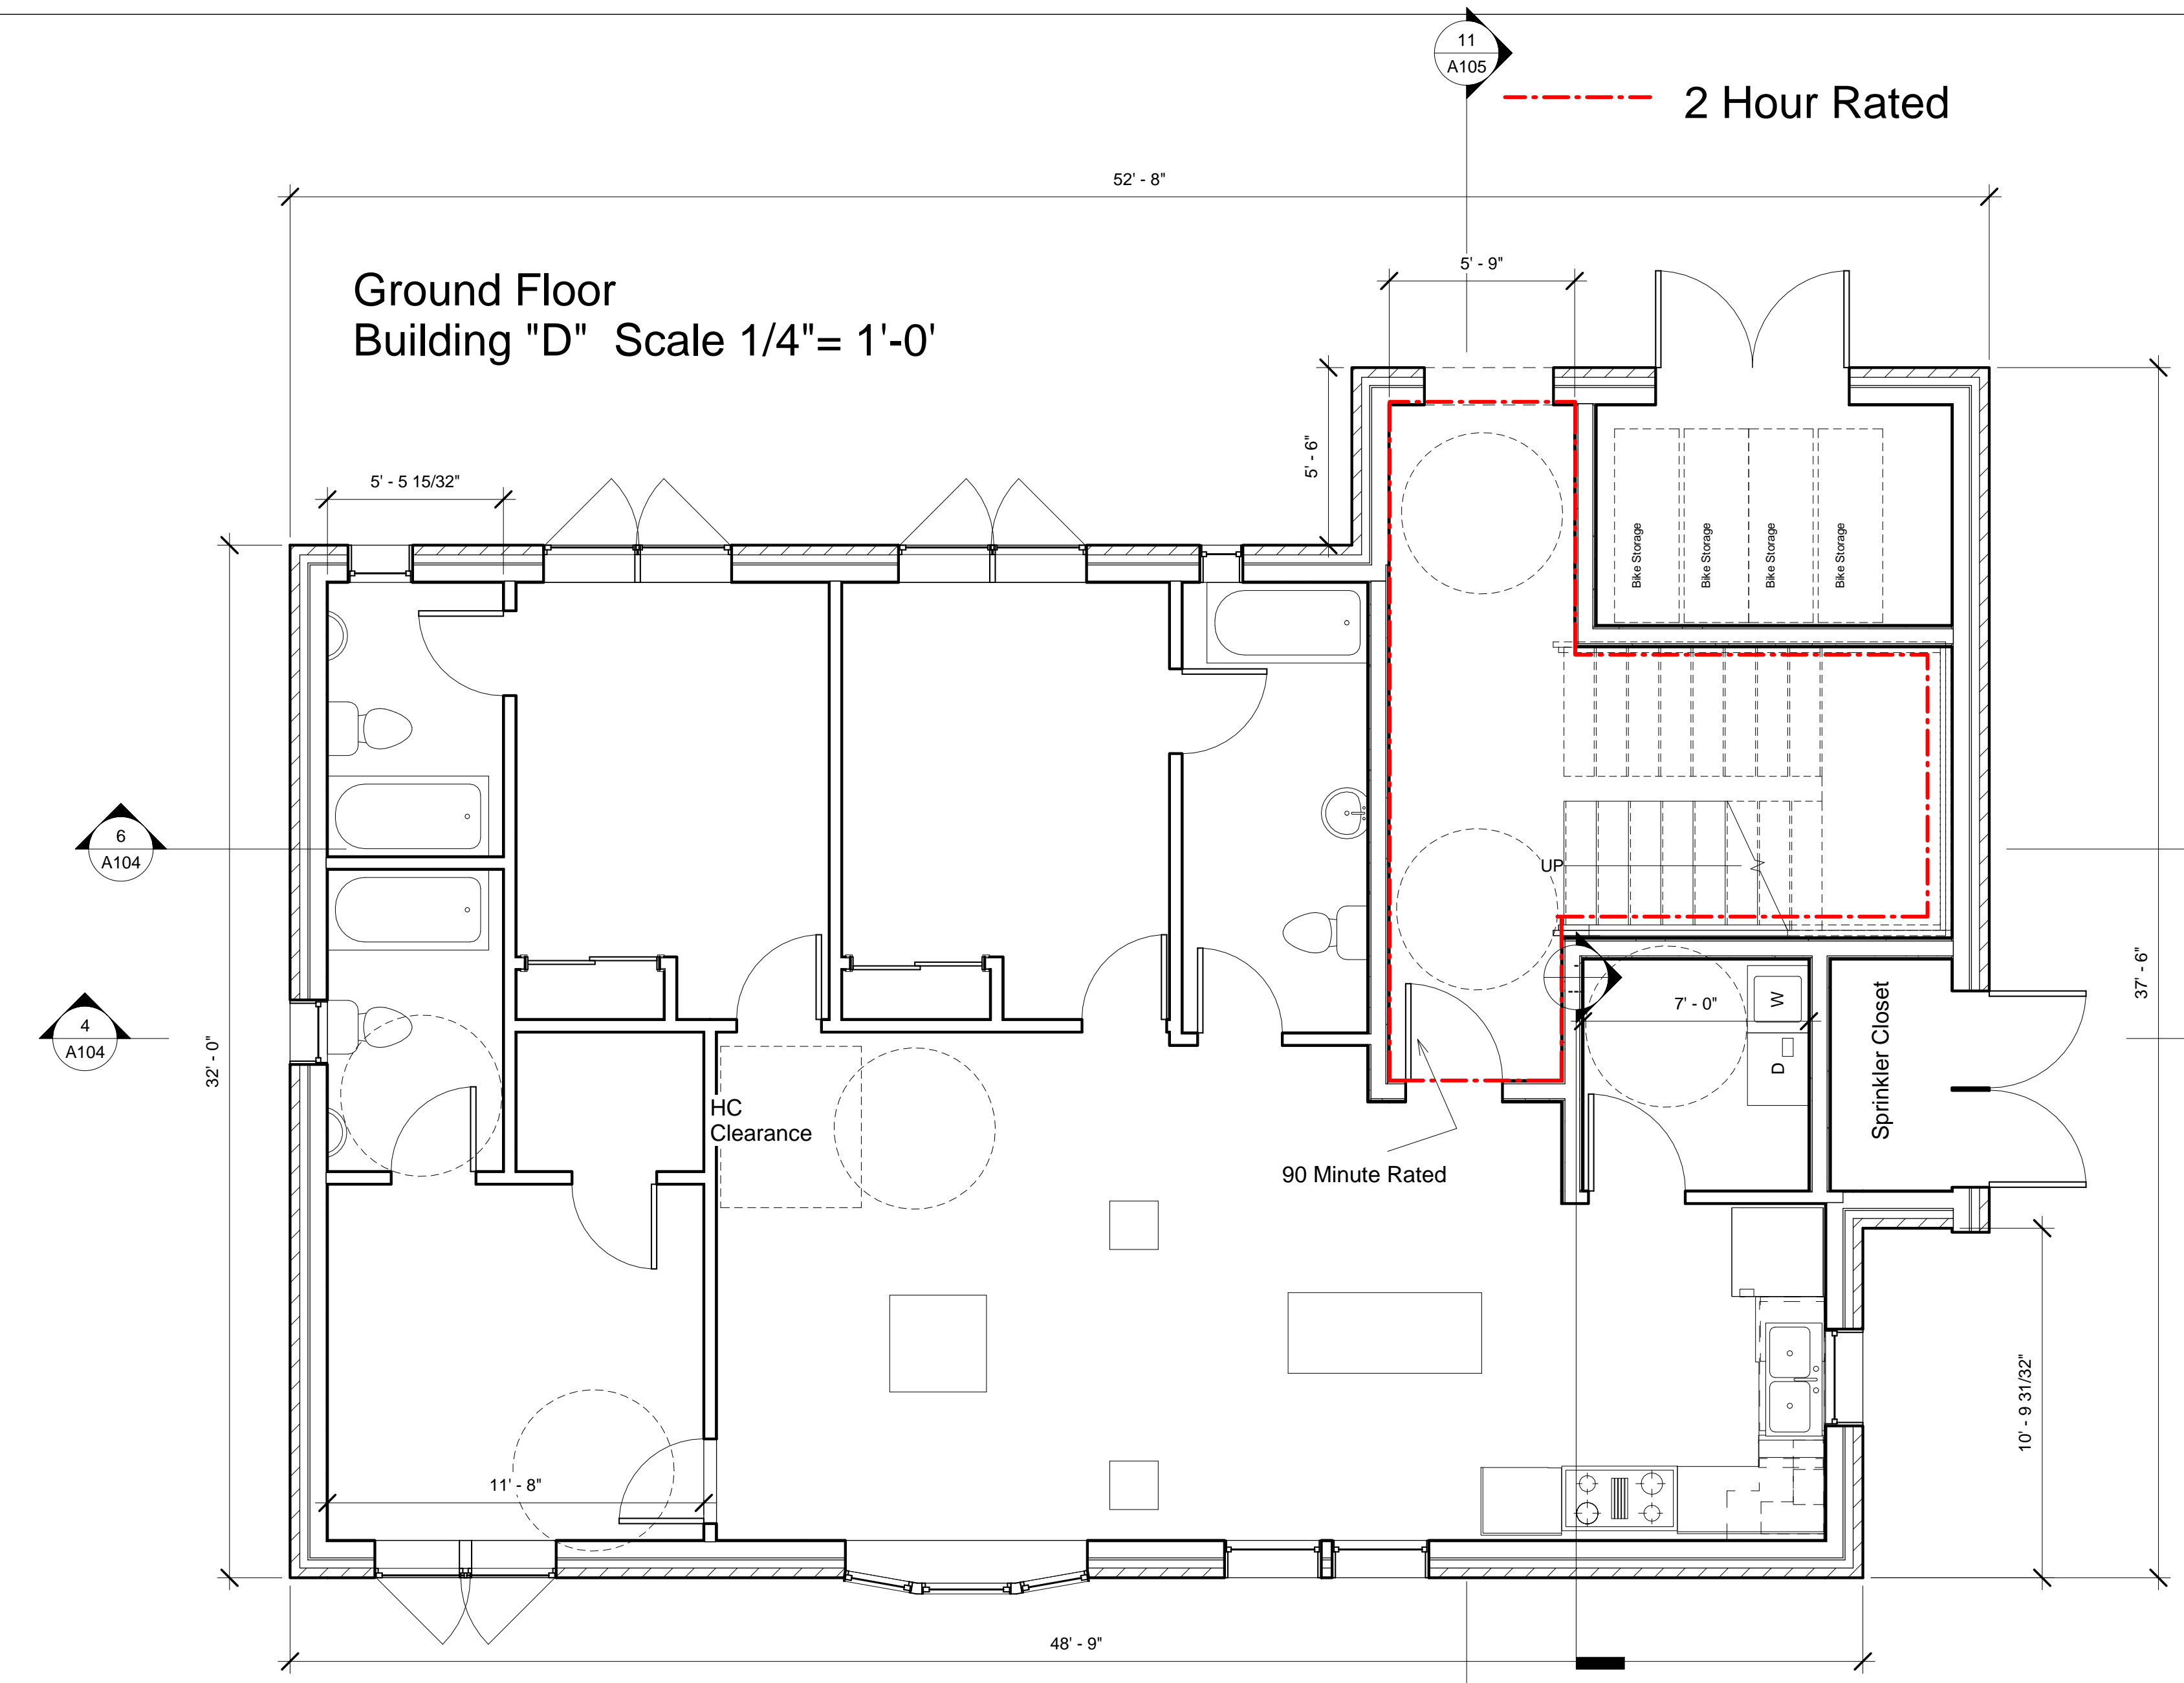 11
A105
2 Hour Rated
52' - 8"
5' - 9"
Ground Floor
Building "D"  Scale 1/4"= 1'-0'
5' - 6"
5' - 5 15/32"
Bike Storage
Bike Storage
Bike Storage
Bike Storage
6
A104
UP
4
A104
32' - 0"
37' - 6"
7' - 0"
W
D
Sprinkler Closet
HC
Clearance
90 Minute Rated
10' - 9 31/32"
11' - 8"
48' - 9"